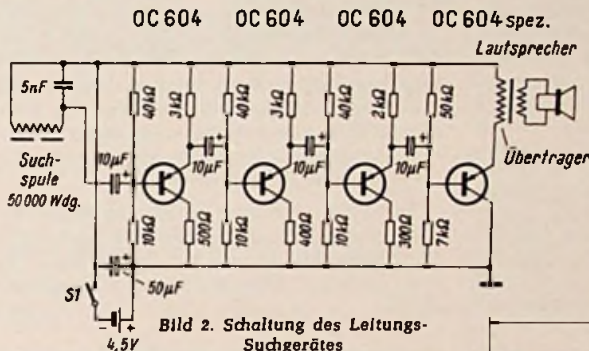 OC 604 OC 604 OC 604 OC 604 spez.
Lautsprecher
5nF
40kΩ 3kΩ 40kΩ 3kΩ 40kΩ 2kΩ 50kΩ
Such-
spule
50 000 Wdg.
10µF 10µF 10µF 10µF
Übertrager
10kΩ 500Ω 10kΩ 400Ω 10kΩ 300Ω 7kΩ
50µF
S1
- +
4,5V
Bild 2. Schaltung des Leitungs-
Suchgerätes